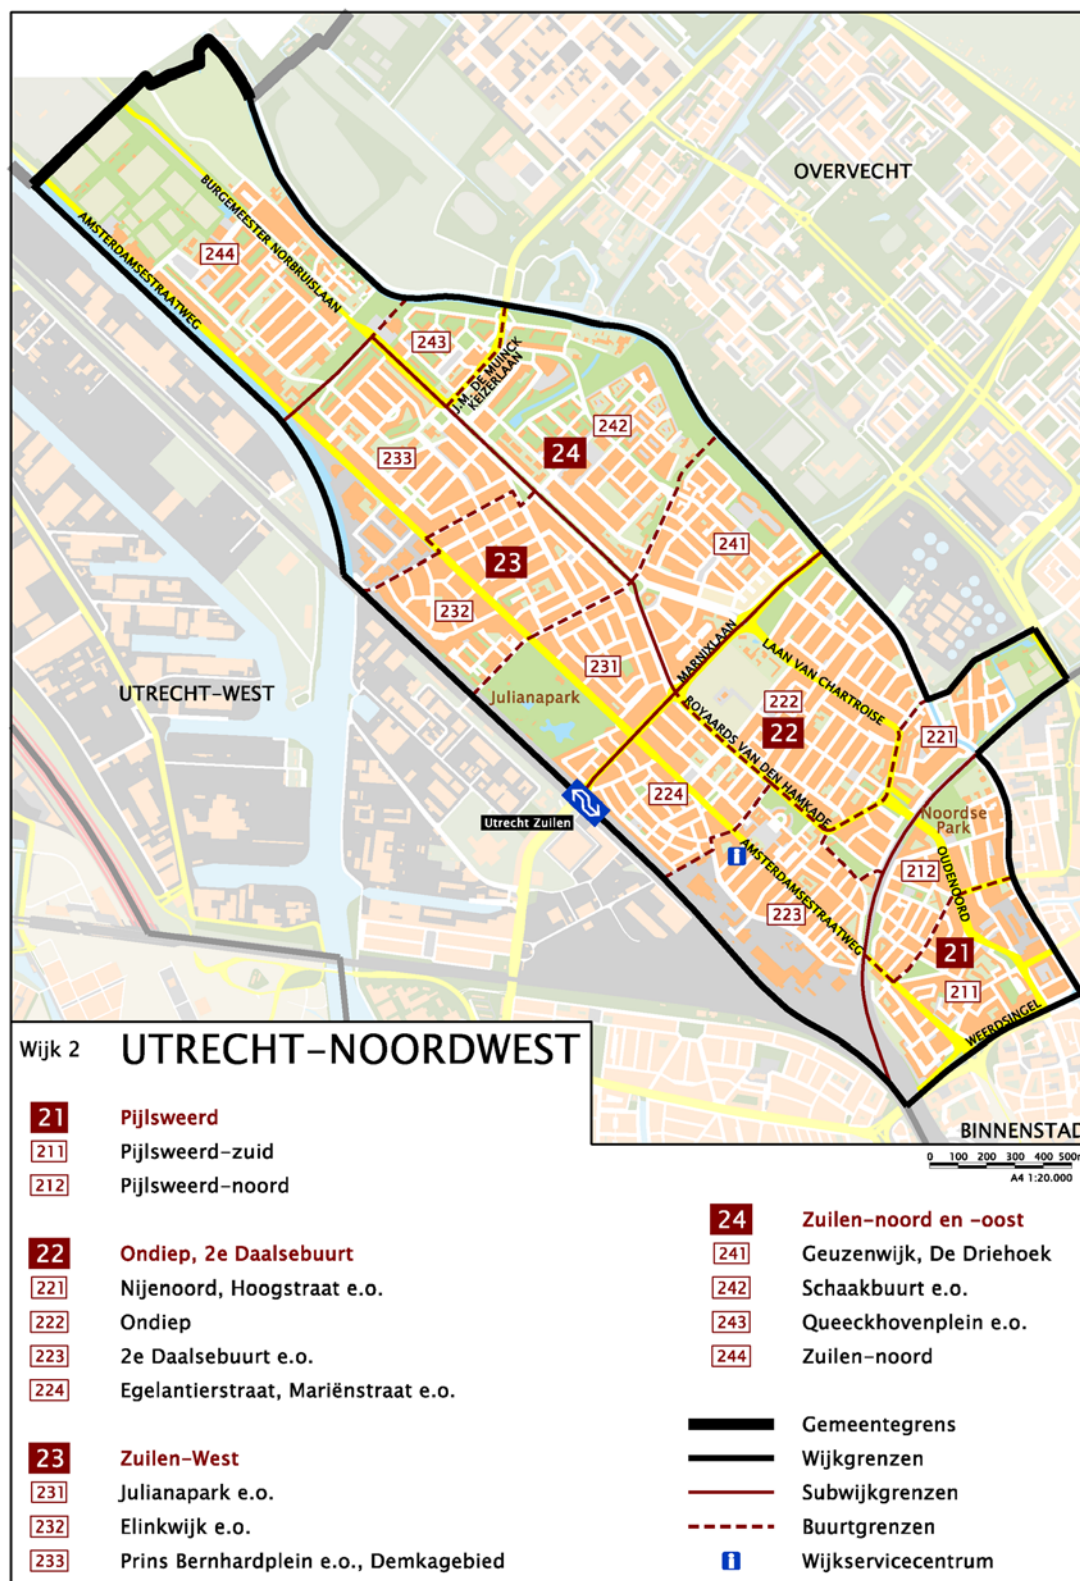 OVERVECHT
BURGEMEESTER NORBRUISLAAN
AMSTERDAMSESTRAATWEG
244
243
J.M. DE MUINCK
KEIZERLAAN
242
24
233
241
23
232
MARNIXLAAN
231
LAAN VAN CHARTROISE
UTRECHT-WEST
Julianapark
222
ROYAARDS VAN DEN HAMKADE
22
221
224
Utrecht Zuilen
Noordse
Park
AMSTERDAMSESTRAATWEG
OUDENOORD
212
223
21
211
WEERDSINGEL
BINNENSTAD
0 100 200 300 400 500m
A4 1:20.000
Wijk 2 UTRECHT-NOORDWEST
21 Pijlsweerd
211 Pijlsweerd-zuid
212 Pijlsweerd-noord
22 Ondiep, 2e Daalsebuurt
221 Nijenoord, Hoogstraat e.o.
222 Ondiep
223 2e Daalsebuurt e.o.
224 Egelantierstraat, Mariënstraat e.o.
23 Zuilen-West
231 Julianapark e.o.
232 Elinkwijk e.o.
233 Prins Bernhardplein e.o., Demkagebied
24 Zuilen-noord en -oost
241 Geuzenwijk, De Driehoek
242 Schaakbuurt e.o.
243 Queeckhovenplein e.o.
244 Zuilen-noord
Gemeentegrens
Wijkgrenzen
Subwijkgrenzen
Buurtgrenzen
Wijkservicecentrum